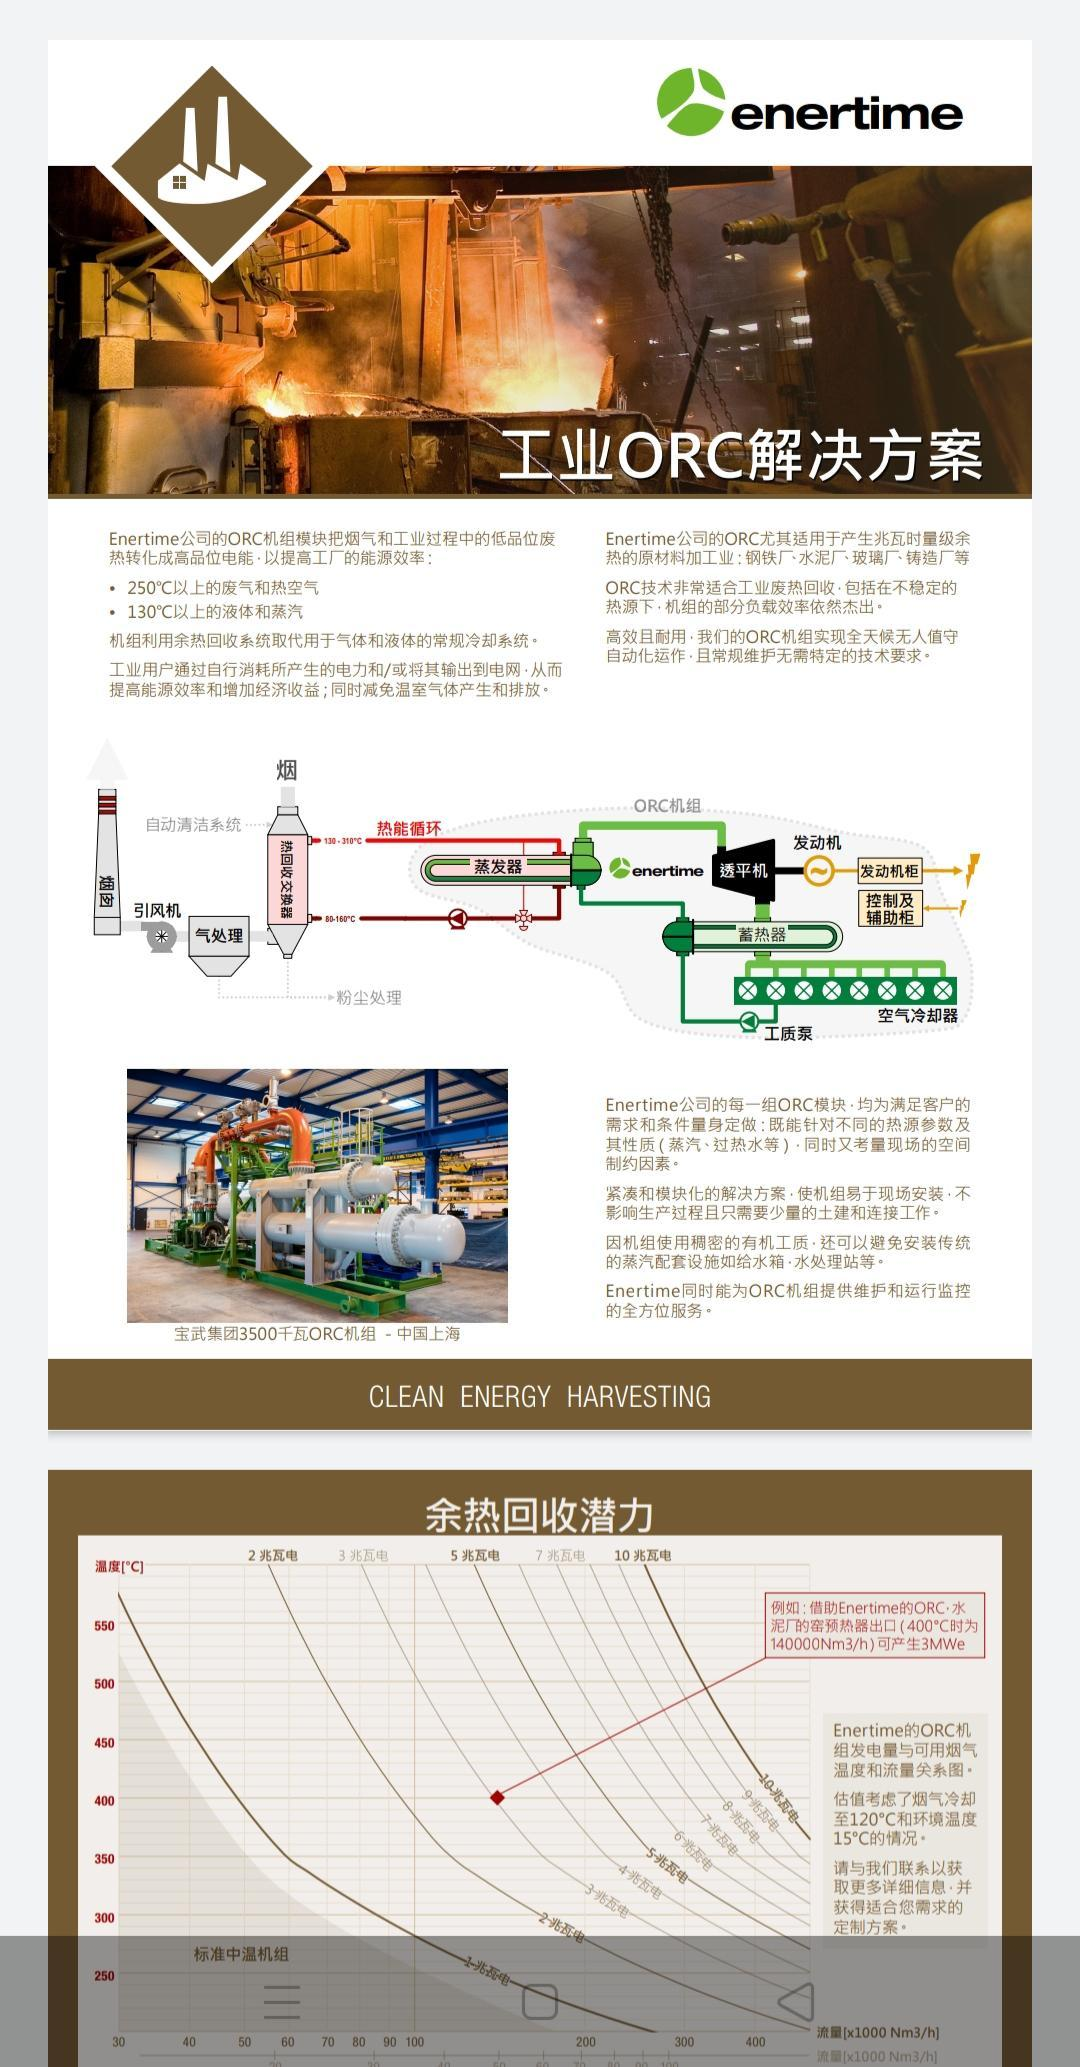 enertime
工业ORC解决方案
Enertime公司的ORC机组模块把烟气和工业过程中的低品位废
热转化成高品位电能,以提高工厂的能源效率:
• 250℃以上的废气和热空气
• 130℃以上的液体和蒸汽
机组利用余热回收系统取代用于气体和液体的常规冷却系统。
工业用户通过自行消耗所产生的电力和/或将其输出到电网,从而
提高能源效率和增加经济收益;同时减免温室气体产生和排放。
Enertime公司的ORC尤其适用于产生兆瓦时量级余
热的原材料加工业:钢铁厂、水泥厂、玻璃厂、铸造厂等
ORC技术非常适合工业废热回收,包括在不稳定的
热源下,机组的部分负载效率依然杰出。
高效且耐用,我们的ORC机组实现全天候无人值守
自动化运作,且常规维护无需特定的技术要求。
烟
自动清洁系统
烟囱
引风机
气处理
热回收交换器
粉尘处理
热能循环
130 - 310°C
80-160°C
ORC机组
蒸发器
enertime
透平机
发动机
发动机柜
控制及
辅助柜
蓄热器
空气冷却器
工质泵
宝武集团3500千瓦ORC机组 - 中国上海
Enertime公司的每一组ORC模块,均为满足客户的
需求和条件量身定做:既能针对不同的热源参数及
其性质(蒸汽、过热水等),同时又考量现场的空间
制约因素。
紧凑和模块化的解决方案,使机组易于现场安装,不
影响生产过程且只需要少量的土建和连接工作。
因机组使用稠密的有机工质,还可以避免安装传统
的蒸汽配套设施如给水箱,水处理站等。
Enertime同时能为ORC机组提供维护和运行监控
的全方位服务。
CLEAN ENERGY HARVESTING
余热回收潜力
温度[°C]
2 兆瓦电 3 兆瓦电 5 兆瓦电 7 兆瓦电 10 兆瓦电
例如:借助Enertime的ORC,水
泥厂的窑预热器出口(400°C时为
140000Nm3/h)可产生3MWe
550
500
450
400
350
300
250
10 兆瓦电
9 兆瓦电
8 兆瓦电
7 兆瓦电
6 兆瓦电
5 兆瓦电
4 兆瓦电
3 兆瓦电
2 兆瓦电
1 兆瓦电
Enertime的ORC机
组发电量与可用烟气
温度和流量关系图。
估值考虑了烟气冷却
至120°C和环境温度
15°C的情况。
请与我们联系以获
取更多详细信息,并
获得适合您需求的
定制方案。
标准中温机组
30 40 50 60 70 80 90 100 200 300 400
流量[x1000 Nm3/h]
流量[x1000 Nm3/h]